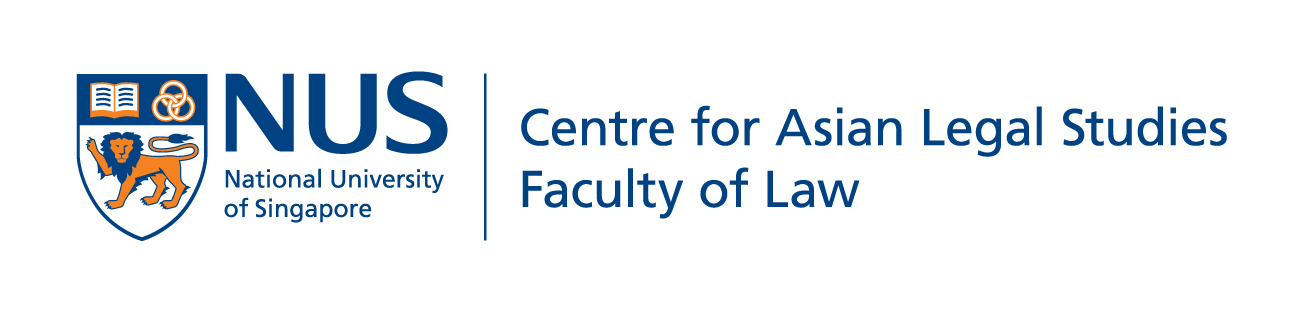 NUS
National University
of Singapore
Centre for Asian Legal Studies
Faculty of Law